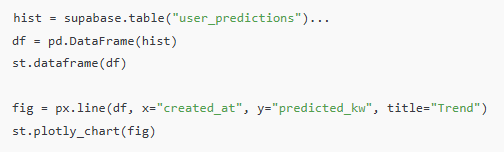 hist = supabase.table("user_predictions")...
df = pd.DataFrame(hist)
st.dataframe(df)
fig = px.line(df, x="created_at", y="predicted_kw", title="Trend")
st.plotly_chart(fig)